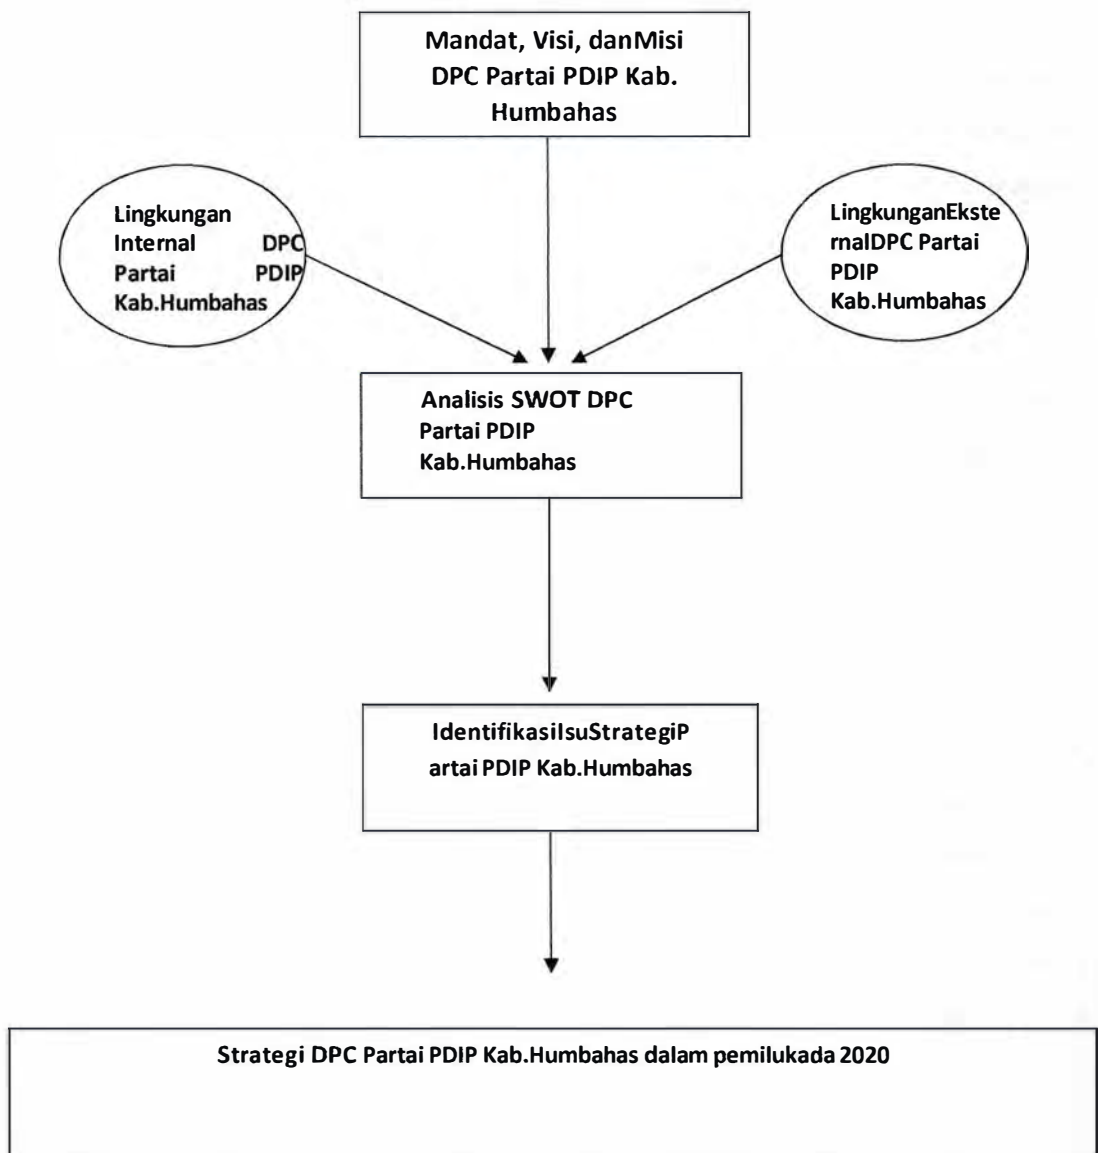 Mandat, Visi, danMisi
DPC Partai PDIP Kab.
Humbahas
Lingkungan
Internal DPC
Partai PDIP
Kab.Humbahas
LingkunganEkste
rnalDPC Partai
PDIP
Kab.Humbahas
Analisis SWOT DPC
Partai PDIP
Kab.Humbahas
IdentifikasiIsuStrategiP
artai PDIP Kab.Humbahas
Strategi DPC Partai PDIP Kab.Humbahas dalam pemilukada 2020